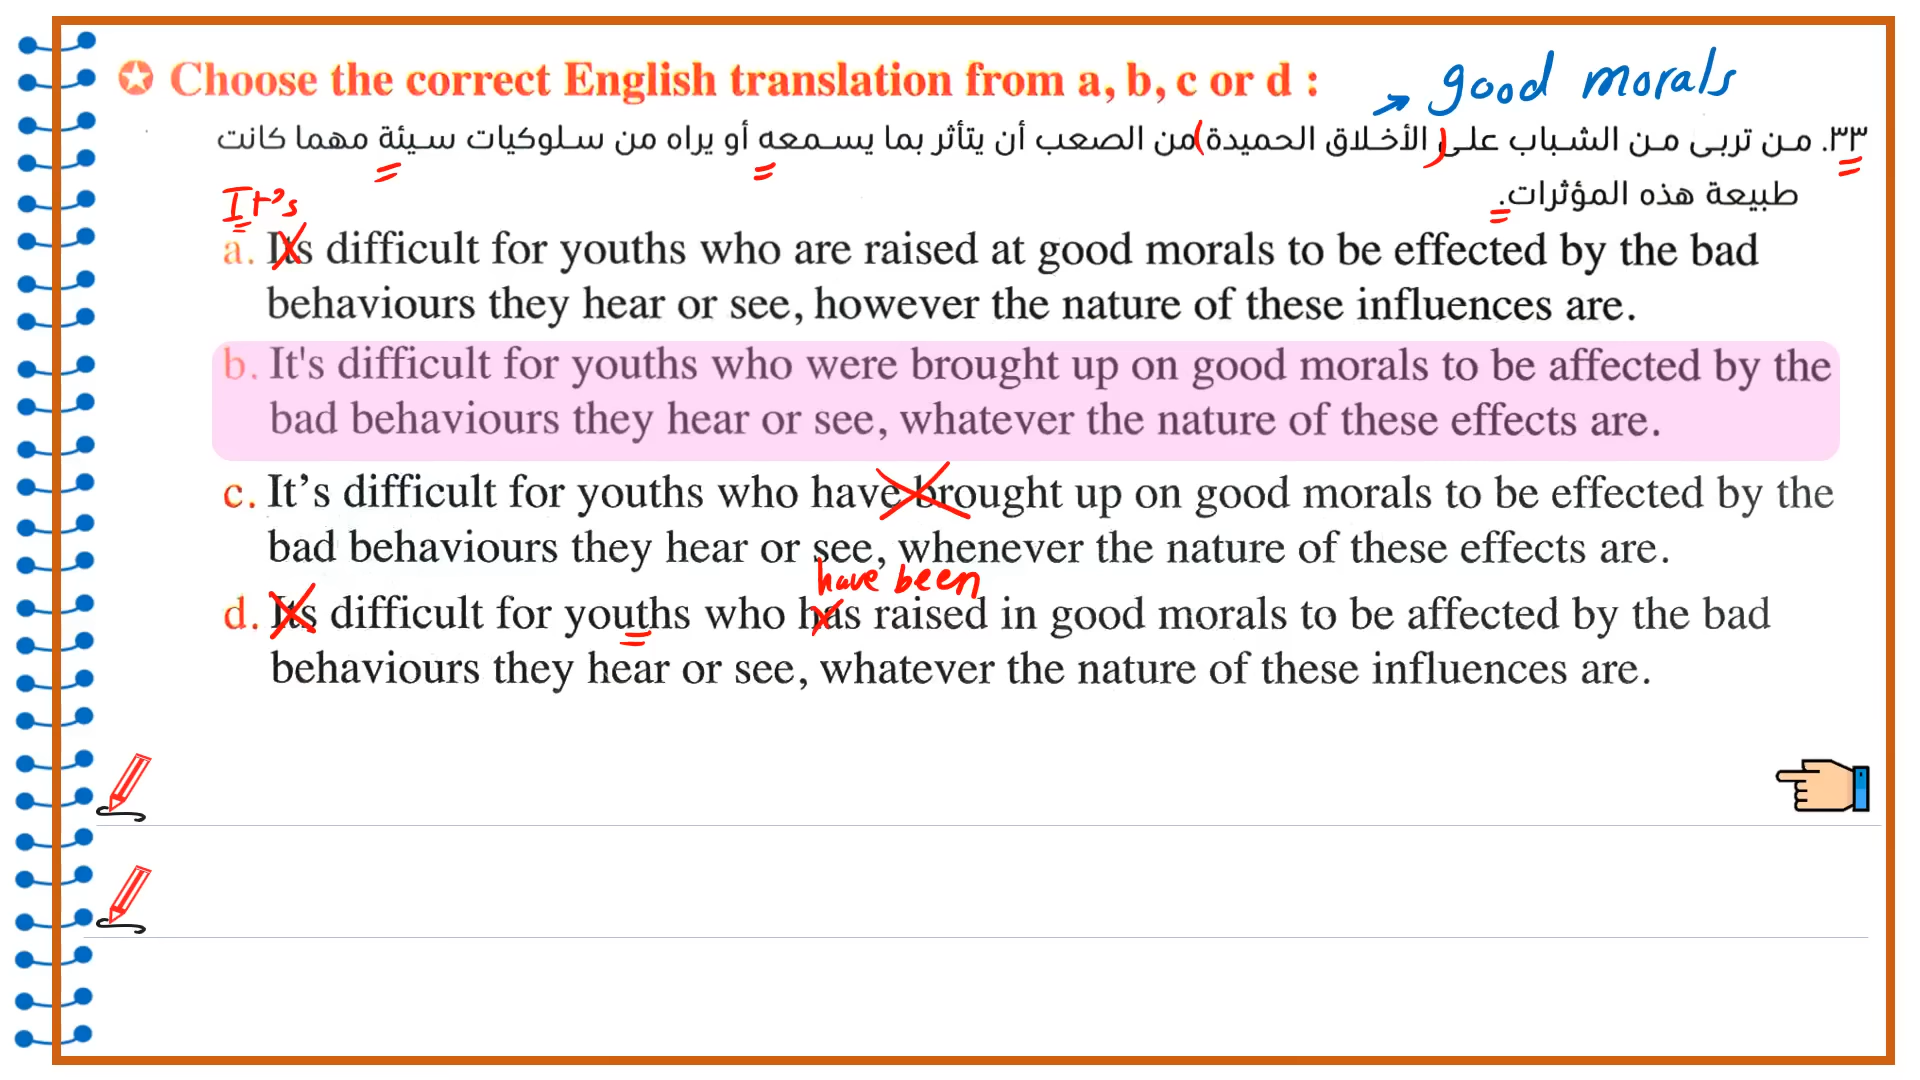 Choose the correct English translation from a, b, c or d :
good morals
٣٣. من تربى من الشباب على (الأخلاق الحميدة) من الصعب أن يتأثر بما يسمعه أو يراه من سلوكيات سيئة مهما كانت
طبيعة هذه المؤثرات.
It's
a. Its difficult for youths who are raised at good morals to be effected by the bad
behaviours they hear or see, however the nature of these influences are.
b. It's difficult for youths who were brought up on good morals to be affected by the
bad behaviours they hear or see, whatever the nature of these effects are.
c. It’s difficult for youths who have brought up on good morals to be effected by the
bad behaviours they hear or see, whenever the nature of these effects are.
have been
d. Its difficult for youths who has raised in good morals to be affected by the bad
behaviours they hear or see, whatever the nature of these influences are.